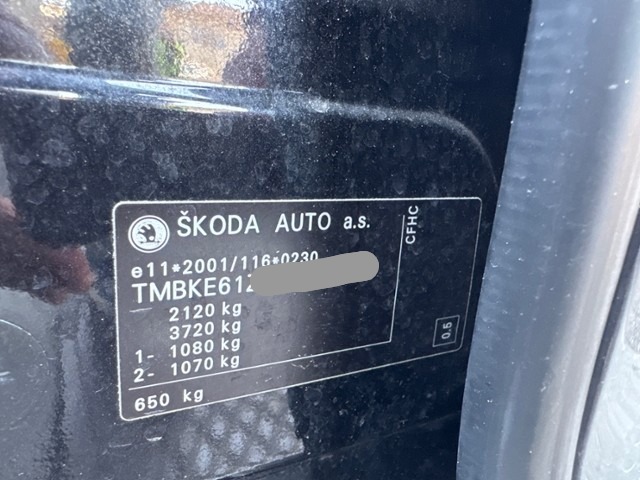 ŠKODA AUTO a.s.
CFHC
e11*2001/116*0230
TMBKE61Z
2120 kg
3720 kg
1- 1080 kg
2- 1070 kg
0.5
650 kg